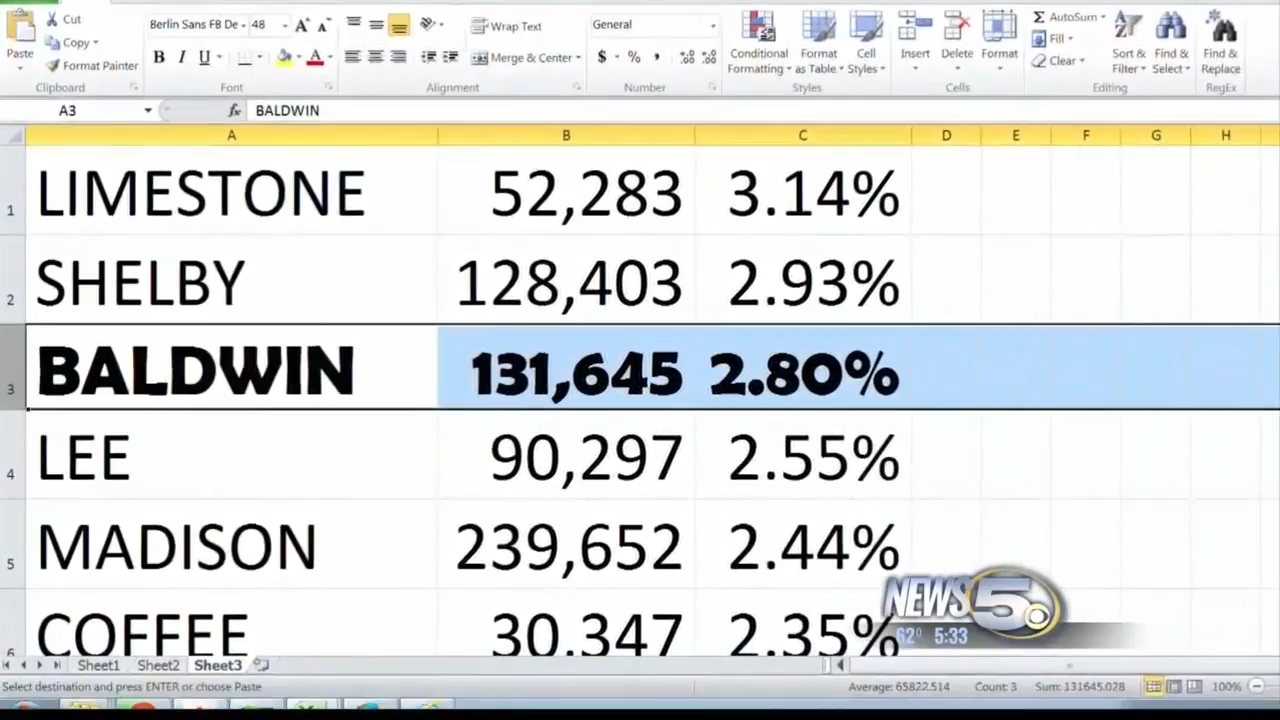 Cut
Copy
Format Painter
Paste
Clipboard
Berlin Sans FB De 48
B I U
Font
Wrap Text
Merge & Center
Alignment
General
$ % ,
Number
Conditional Formatting
Format as Table
Cell Styles
Styles
Insert
Delete
Format
Cells
Σ AutoSum
Fill
Clear
Sort & Filter
Find & Select
Editing
Find & Replace
RegEx
A3 fx BALDWIN
A B C D E F G H
1 LIMESTONE 52,283 3.14%
2 SHELBY 128,403 2.93%
3 BALDWIN 131,645 2.80%
4 LEE 90,297 2.55%
5 MADISON 239,652 2.44%
6 COFFEE 30,347 2.35%
NEWS 5
62° 5:33
Sheet1 Sheet2 Sheet3
Select destination and press ENTER or choose Paste Average: 65822.514 Count: 3 Sum: 131645.028 100%